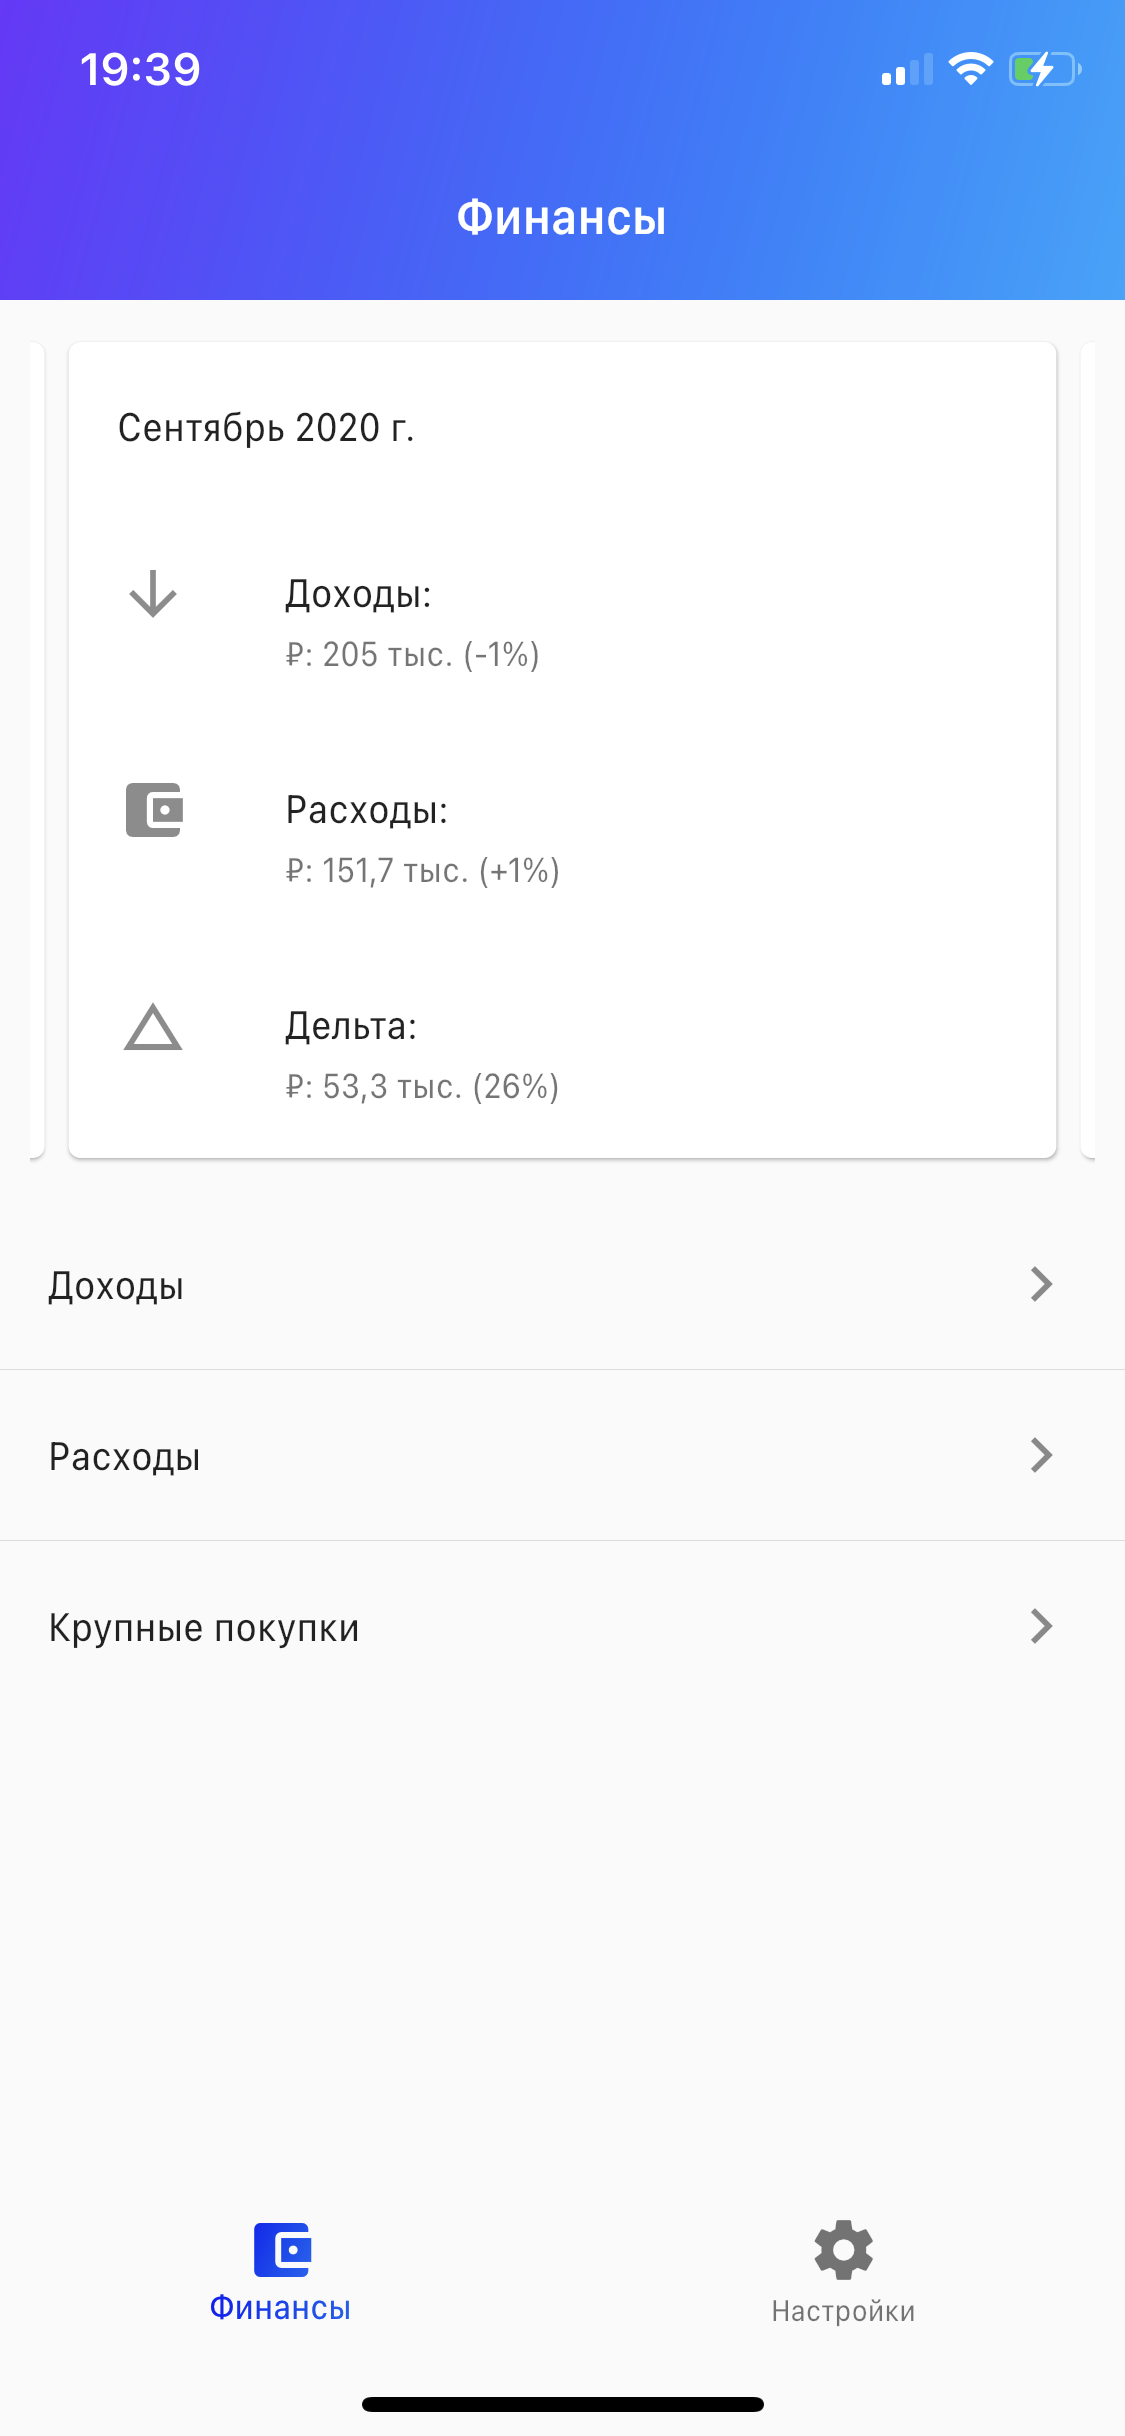 19:39
Финансы
Сентябрь 2020 г.
Доходы:
₽: 205 тыс. (-1%)
Расходы:
₽: 151,7 тыс. (+1%)
Дельта:
₽: 53,3 тыс. (26%)
Доходы
Расходы
Крупные покупки
Финансы
Настройки